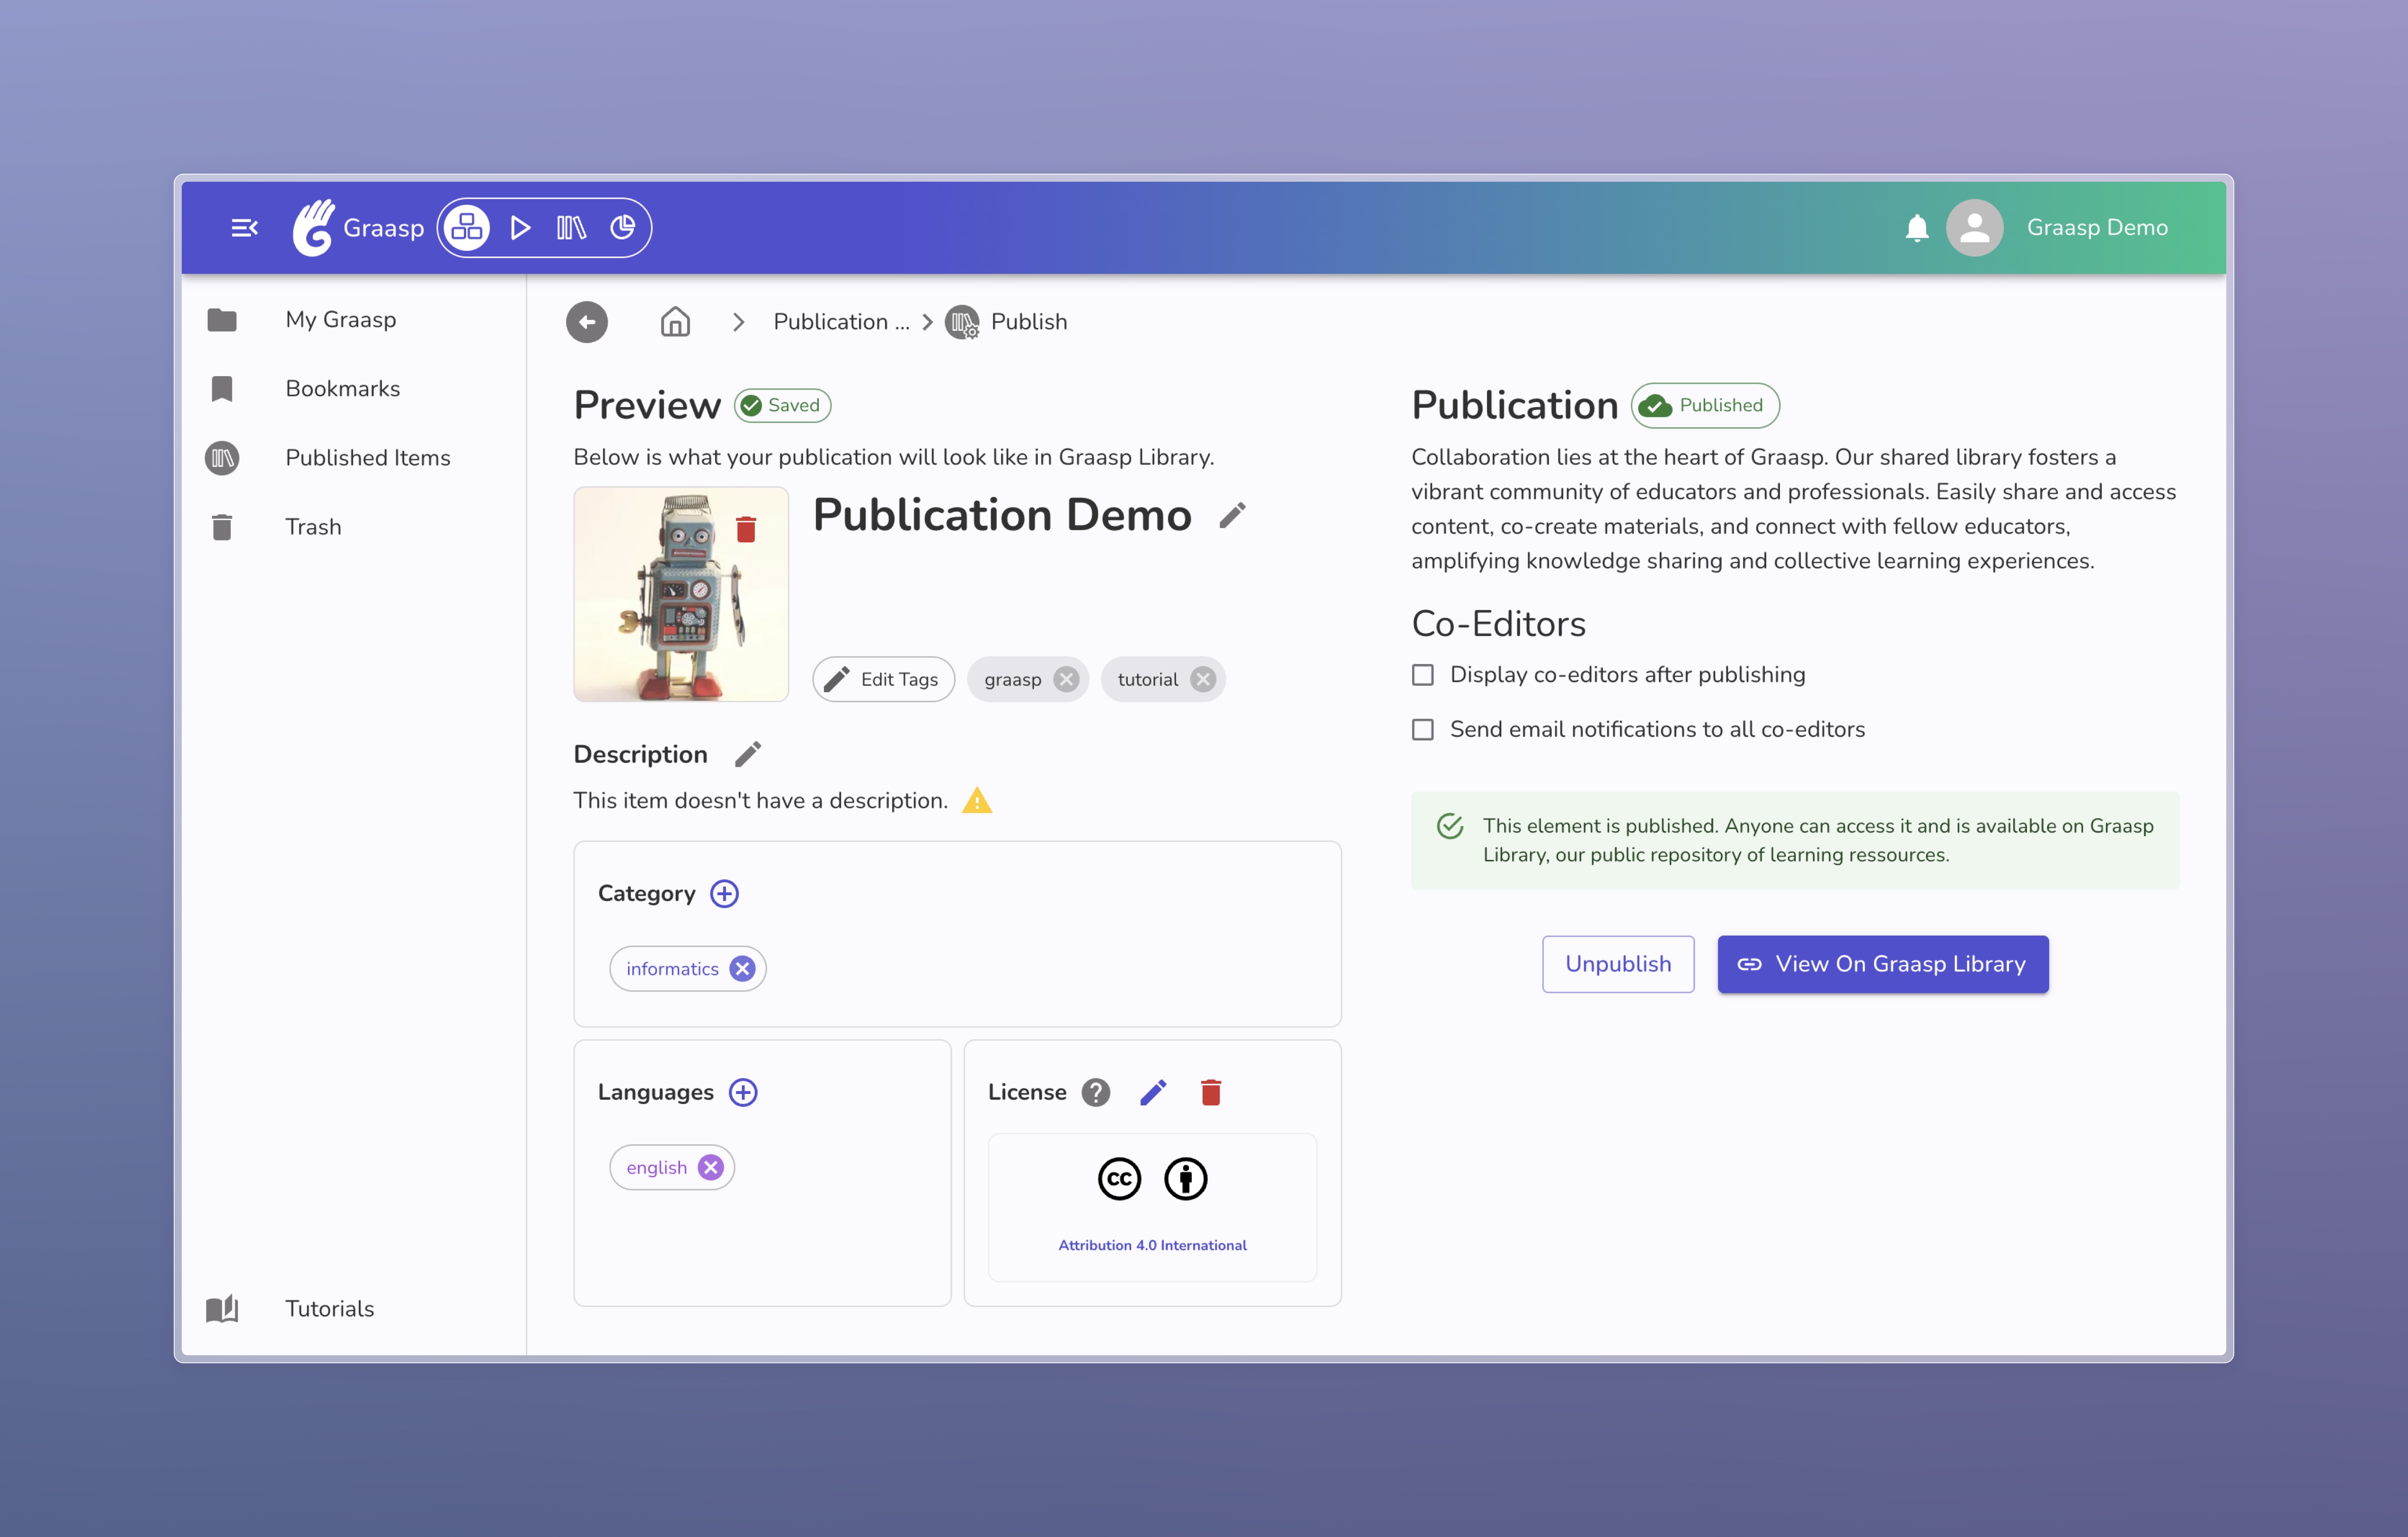 Graasp
Graasp Demo
My Graasp
Bookmarks
Published Items
Trash
Tutorials
Publication ... Publish
Preview Saved
Below is what your publication will look like in Graasp Library.
Publication Demo
Edit Tags graasp tutorial
Description
This item doesn't have a description.
Category
informatics
Languages
english
License
cc
Attribution 4.0 International
Publication Published
Collaboration lies at the heart of Graasp. Our shared library fosters a
vibrant community of educators and professionals. Easily share and access
content, co-create materials, and connect with fellow educators,
amplifying knowledge sharing and collective learning experiences.
Co-Editors
Display co-editors after publishing
Send email notifications to all co-editors
This element is published. Anyone can access it and is available on Graasp
Library, our public repository of learning ressources.
Unpublish View On Graasp Library